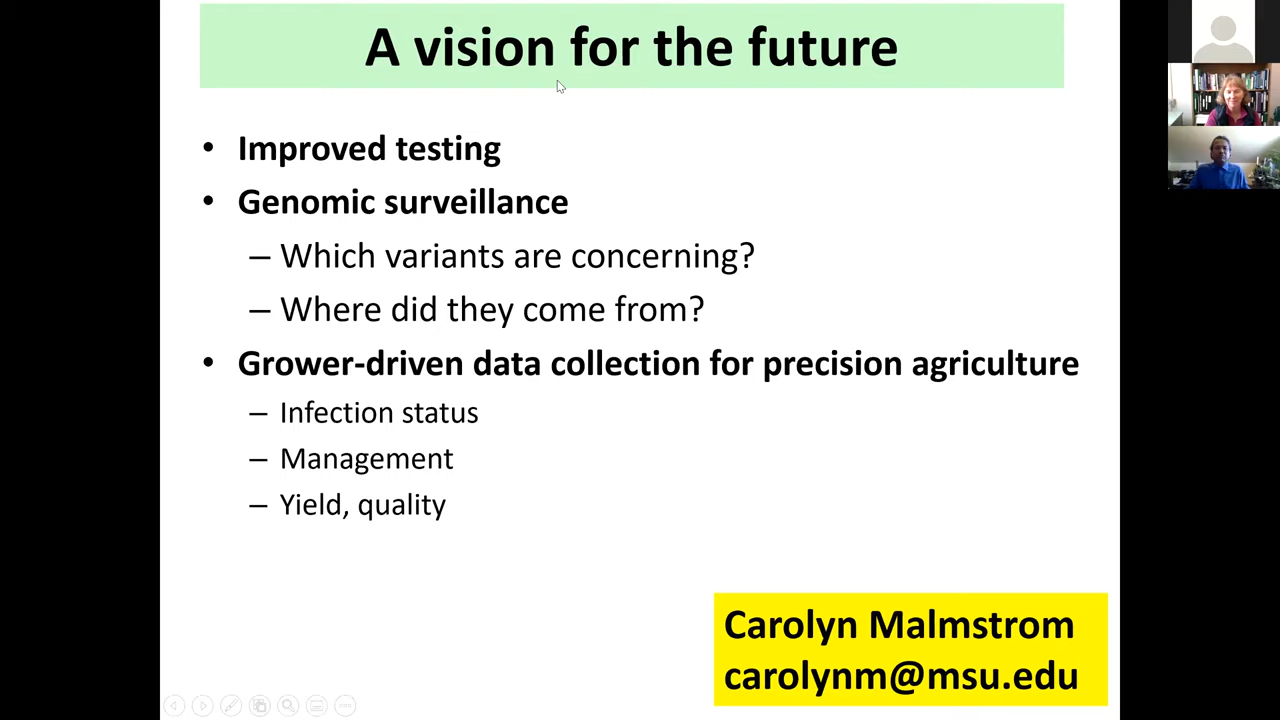 A vision for the future
• Improved testing
• Genomic surveillance
– Which variants are concerning?
– Where did they come from?
• Grower-driven data collection for precision agriculture
– Infection status
– Management
– Yield, quality
Carolyn Malmstrom
carolynm@msu.edu